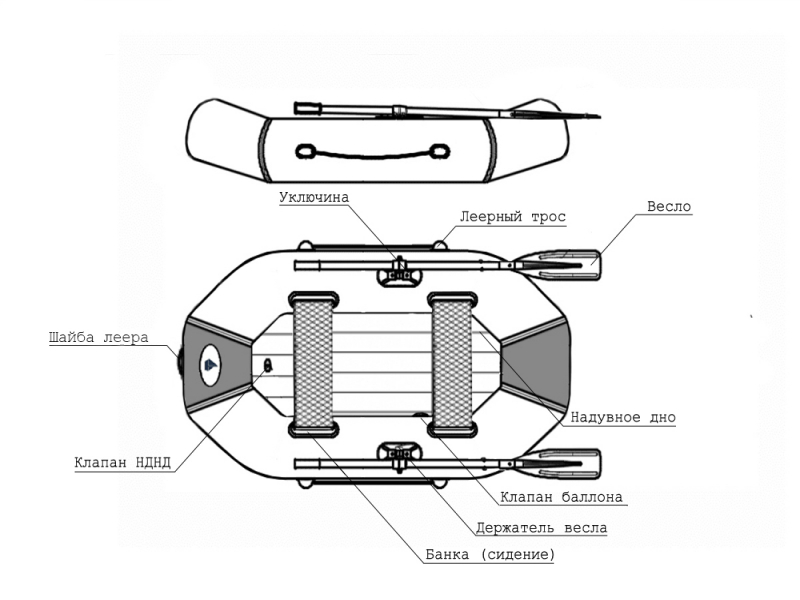 Уключина
Леерный трос
Весло
Шайба леера
Надувное дно
Клапан НДНД
Клапан баллона
Держатель весла
Банка (сидение)